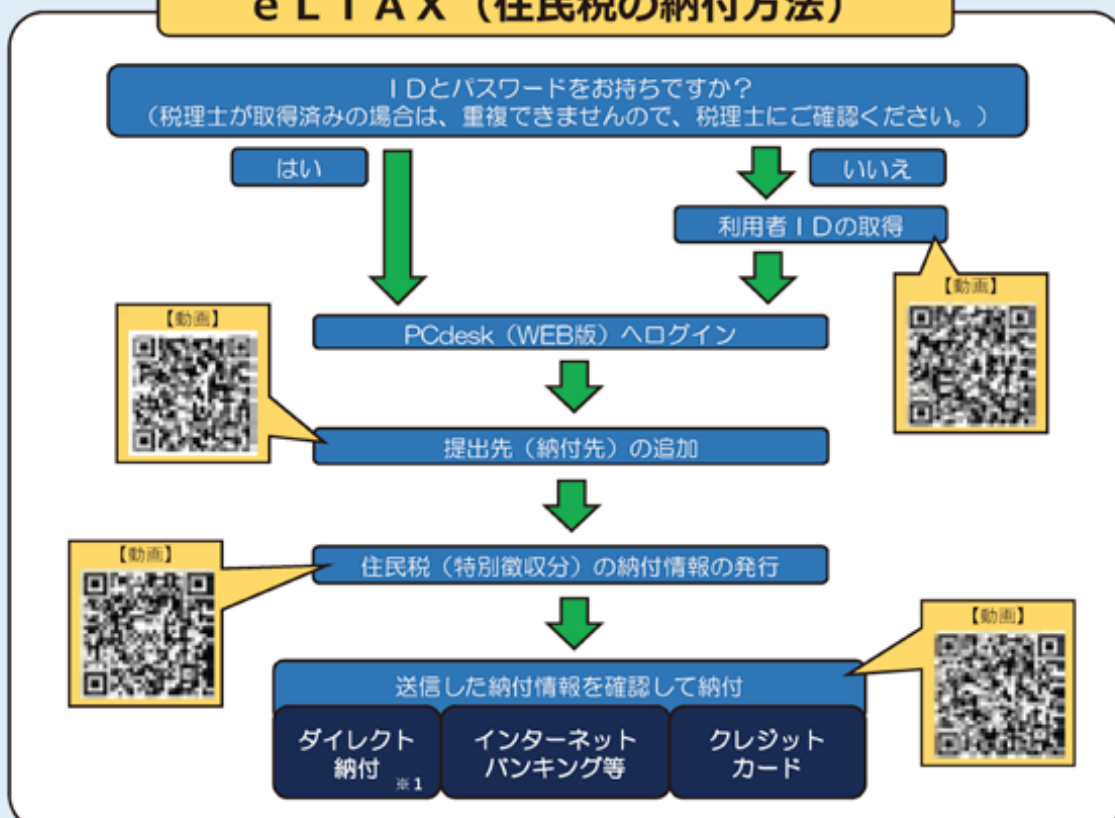 eLTAX（住民税の納付方法）
ＩＤとパスワードをお持ちですか？
（税理士が取得済みの場合は、重複できませんので、税理士にご確認ください。）
はい
いいえ
利用者ＩＤの取得
【動画】
【動画】
PCdesk（WEB版）へログイン
提出先（納付先）の追加
【動画】
住民税（特別徴収分）の納付情報の発行
【動画】
送信した納付情報を確認して納付
ダイレクト
納付
※1
インターネット
バンキング等
クレジット
カード